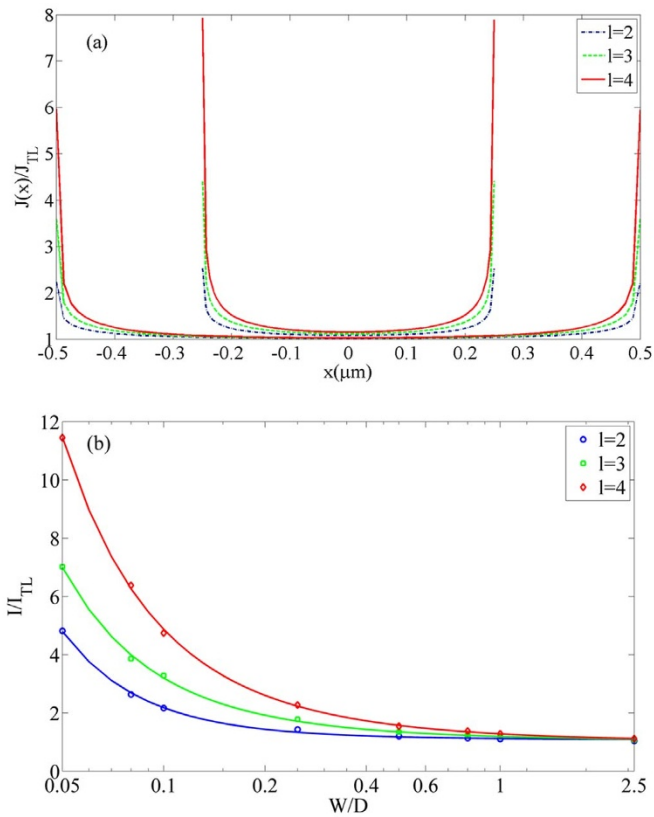 (a)
l=2
l=3
l=4
8
7
6
5
4
3
2
1
J(x)/J_TL
-0.5 -0.4 -0.3 -0.2 -0.1 0 0.1 0.2 0.3 0.4 0.5
x(μm)
(b)
l=2
l=3
l=4
12
10
8
6
4
2
0
I/I_TL
0.05 0.1 0.2 0.4 0.6 1 2.5
W/D